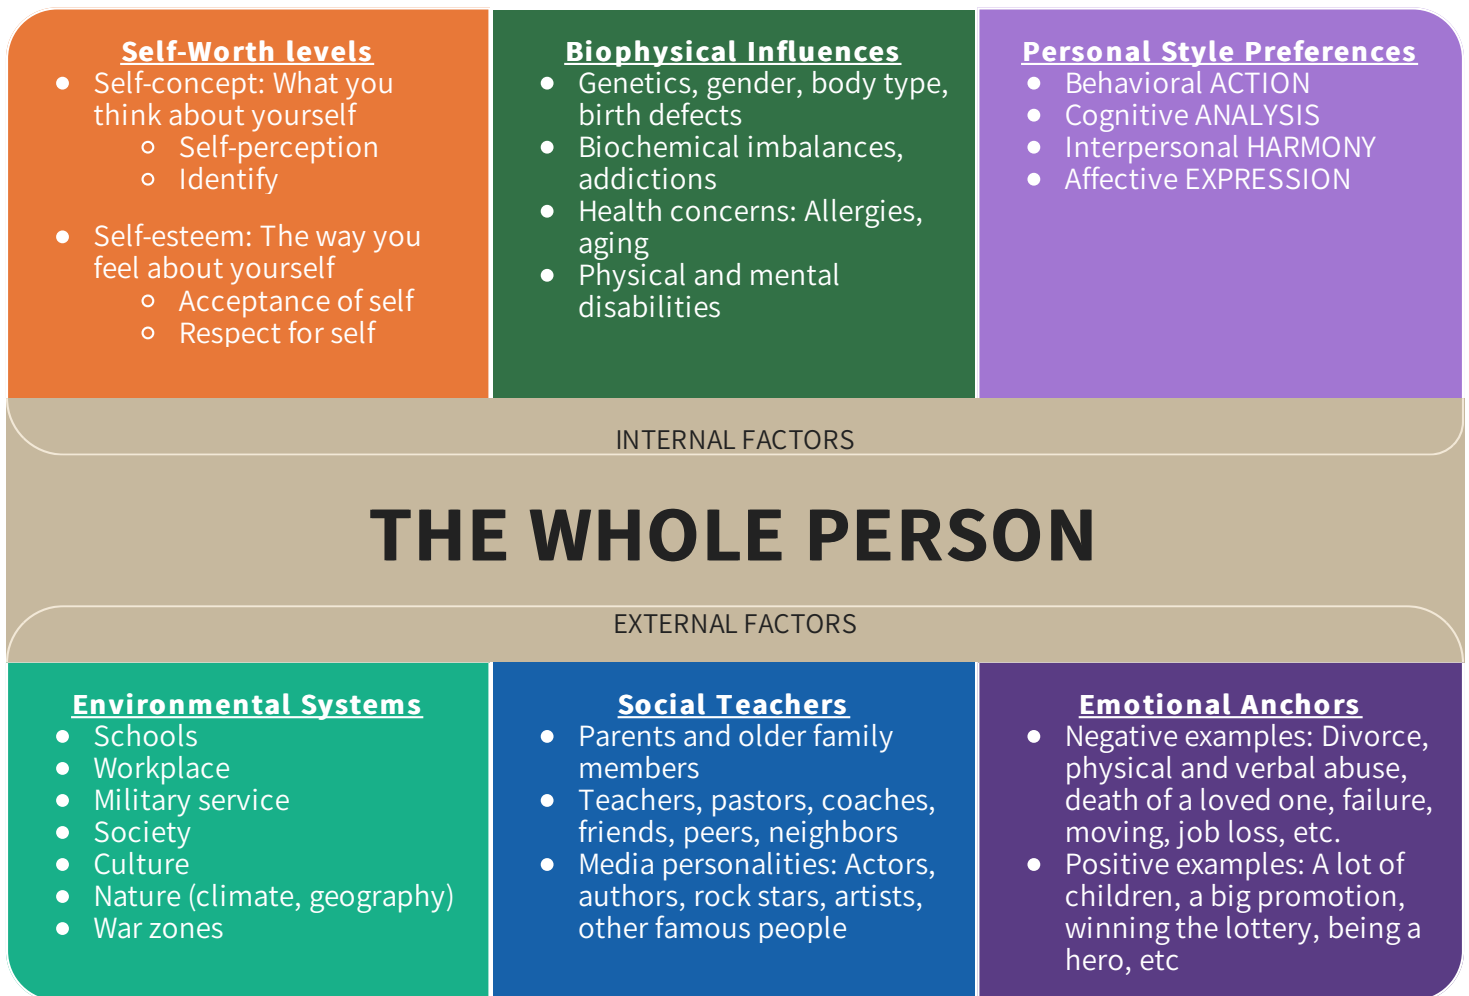 Self-Worth levels
● Self-concept: What you
think about yourself
○ Self-perception
○ Identify
● Self-esteem: The way you
feel about yourself
○ Acceptance of self
○ Respect for self
Biophysical Influences
● Genetics, gender, body type,
birth defects
● Biochemical imbalances,
addictions
● Health concerns: Allergies,
aging
● Physical and mental
disabilities
Personal Style Preferences
● Behavioral ACTION
● Cognitive ANALYSIS
● Interpersonal HARMONY
● Affective EXPRESSION
INTERNAL FACTORS
THE WHOLE PERSON
EXTERNAL FACTORS
Environmental Systems
● Schools
● Workplace
● Military service
● Society
● Culture
● Nature (climate, geography)
● War zones
Social Teachers
● Parents and older family
members
● Teachers, pastors, coaches,
friends, peers, neighbors
● Media personalities: Actors,
authors, rock stars, artists,
other famous people
Emotional Anchors
● Negative examples: Divorce,
physical and verbal abuse,
death of a loved one, failure,
moving, job loss, etc.
● Positive examples: A lot of
children, a big promotion,
winning the lottery, being a
hero, etc